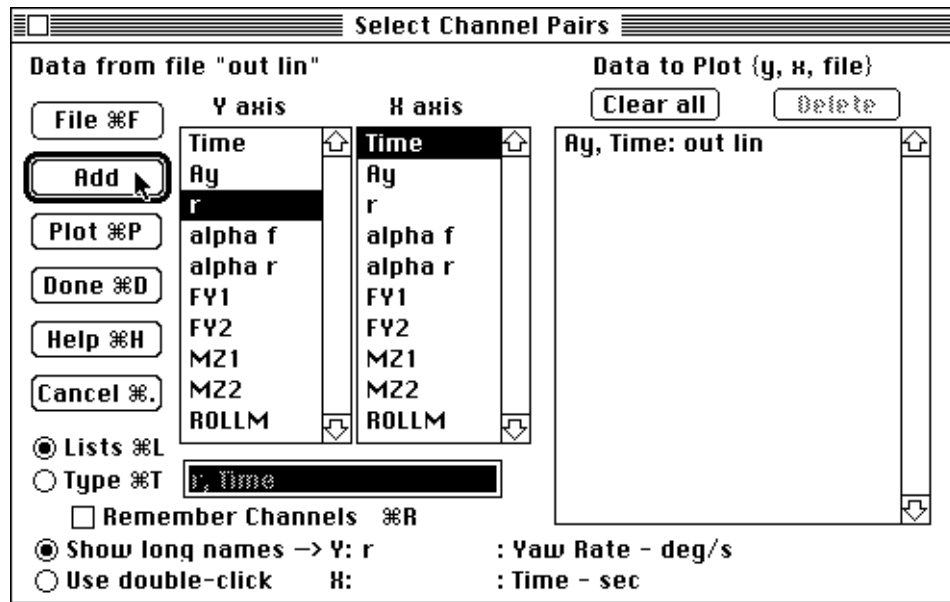 Select Channel Pairs
Data from file "out lin"
Data to Plot {y, x, file}
File ⌘F
Y axis
X axis
Clear all
Delete
Add
Plot ⌘P
Done ⌘D
Help ⌘H
Cancel ⌘.
Time
Ay
r
alpha f
alpha r
FY1
FY2
MZ1
MZ2
ROLLM
Time
Ay
r
alpha f
alpha r
FY1
FY2
MZ1
MZ2
ROLLM
Ay, Time: out lin
Lists ⌘L
Type ⌘T
r, Time
Remember Channels ⌘R
Show long names —> Y: r : Yaw Rate - deg/s
Use double-click X: : Time - sec